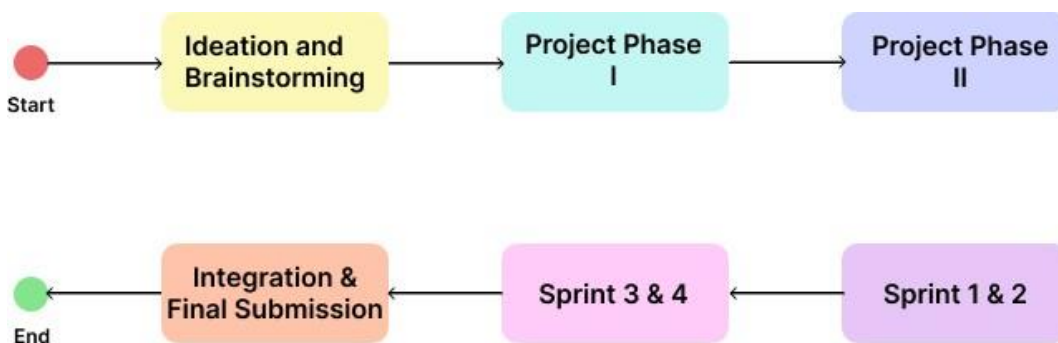 Start
Ideation and
Brainstorming
Project Phase
I
Project Phase
II
End
Integration &
Final Submission
Sprint 3 & 4
Sprint 1 & 2